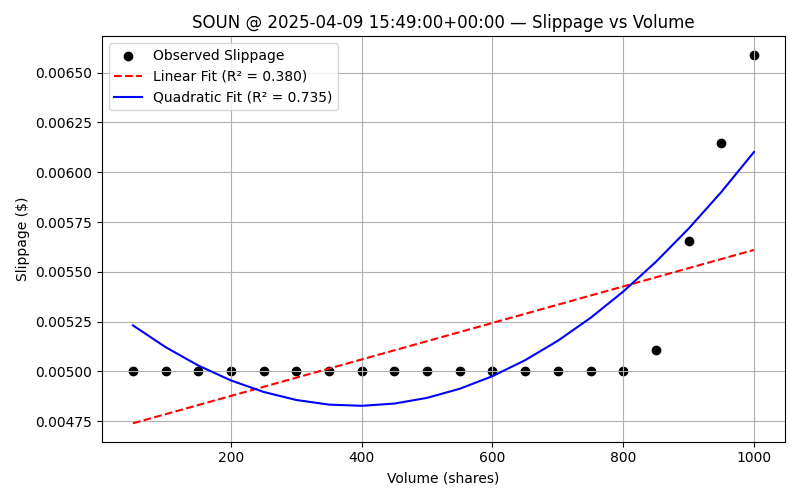 SOUN @ 2025-04-09 15:49:00+00:00 — Slippage vs Volume
Observed Slippage
Linear Fit (R² = 0.380)
Quadratic Fit (R² = 0.735)
Slippage ($)
0.00650
0.00625
0.00600
0.00575
0.00550
0.00525
0.00500
0.00475
200 400 600 800 1000
Volume (shares)